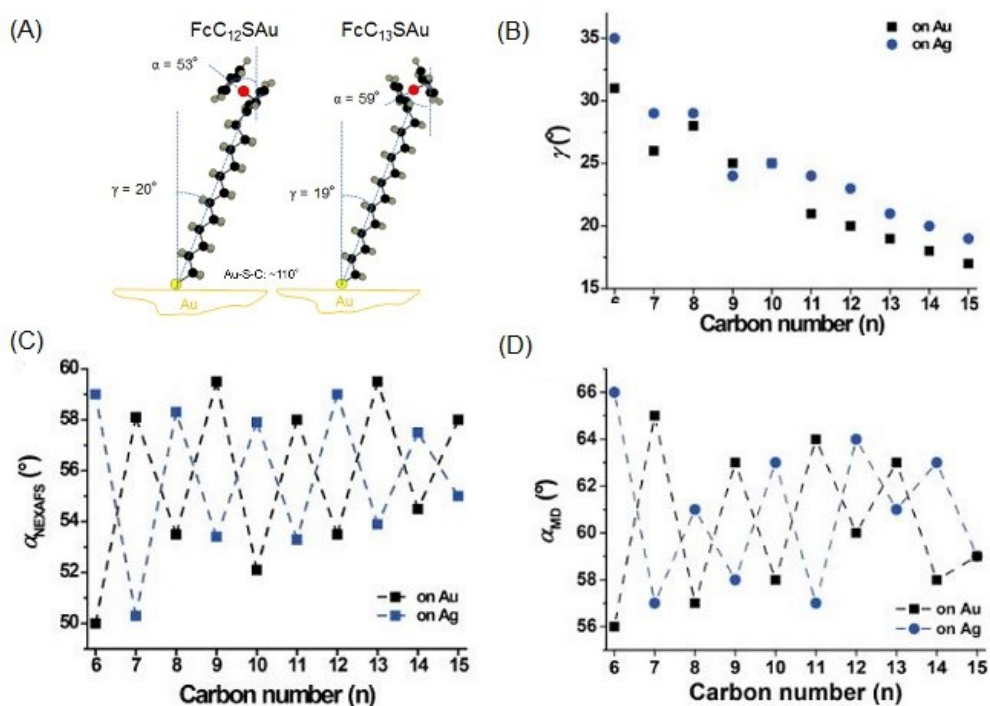 (A)
FcC12SAu
FcC13SAu
α = 53°
α = 59°
γ = 20°
γ = 19°
Au-S-C: ~110°
Au
Au
(B)
on Au
on Ag
35
30
25
20
15
γ(°)
6 7 8 9 10 11 12 13 14 15
Carbon number (n)
(C)
60
58
56
54
52
50
αNEXAFS (°)
on Au
on Ag
6 7 8 9 10 11 12 13 14 15
Carbon number (n)
(D)
66
64
62
60
58
56
αMD (°)
on Au
on Ag
6 7 8 9 10 11 12 13 14 15
Carbon number (n)